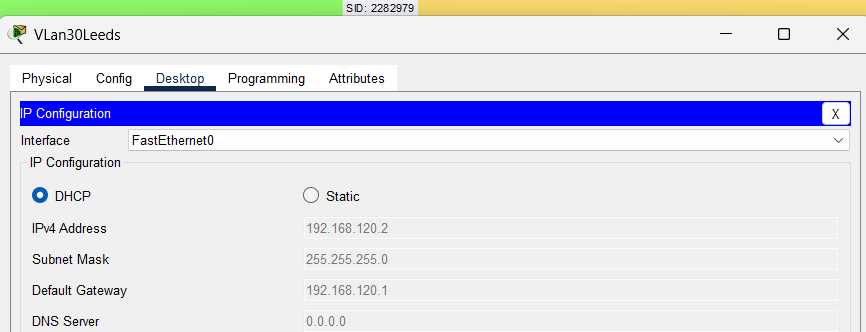 SID: 2282979
VLan30Leeds
Physical Config Desktop Programming Attributes
IP Configuration X
Interface FastEthernet0
IP Configuration
DHCP Static
IPv4 Address 192.168.120.2
Subnet Mask 255.255.255.0
Default Gateway 192.168.120.1
DNS Server 0.0.0.0